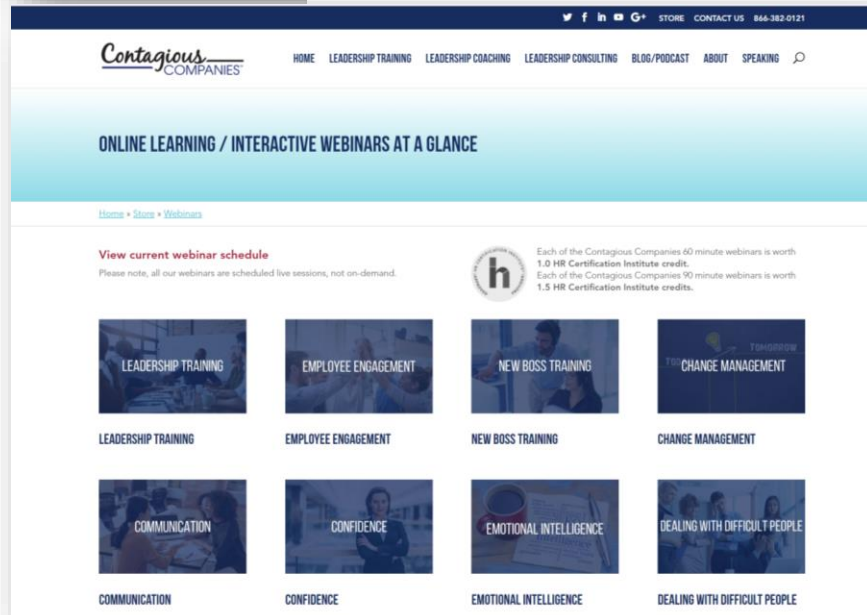 G+ STORE CONTACT US 866-382-0121
Contagious
COMPANIES
HOME LEADERSHIP TRAINING LEADERSHIP COACHING LEADERSHIP CONSULTING BLOG/PODCAST ABOUT SPEAKING
ONLINE LEARNING / INTERACTIVE WEBINARS AT A GLANCE
Home » Store » Webinars
View current webinar schedule
Please note, all our webinars are scheduled live sessions, not on-demand.
Each of the Contagious Companies 60 minute webinars is worth
1.0 HR Certification Institute credit.
Each of the Contagious Companies 90 minute webinars is worth
1.5 HR Certification Institute credits.
LEADERSHIP TRAINING EMPLOYEE ENGAGEMENT NEW BOSS TRAINING CHANGE MANAGEMENT
LEADERSHIP TRAINING EMPLOYEE ENGAGEMENT NEW BOSS TRAINING CHANGE MANAGEMENT
COMMUNICATION CONFIDENCE EMOTIONAL INTELLIGENCE DEALING WITH DIFFICULT PEOPLE
COMMUNICATION CONFIDENCE EMOTIONAL INTELLIGENCE DEALING WITH DIFFICULT PEOPLE